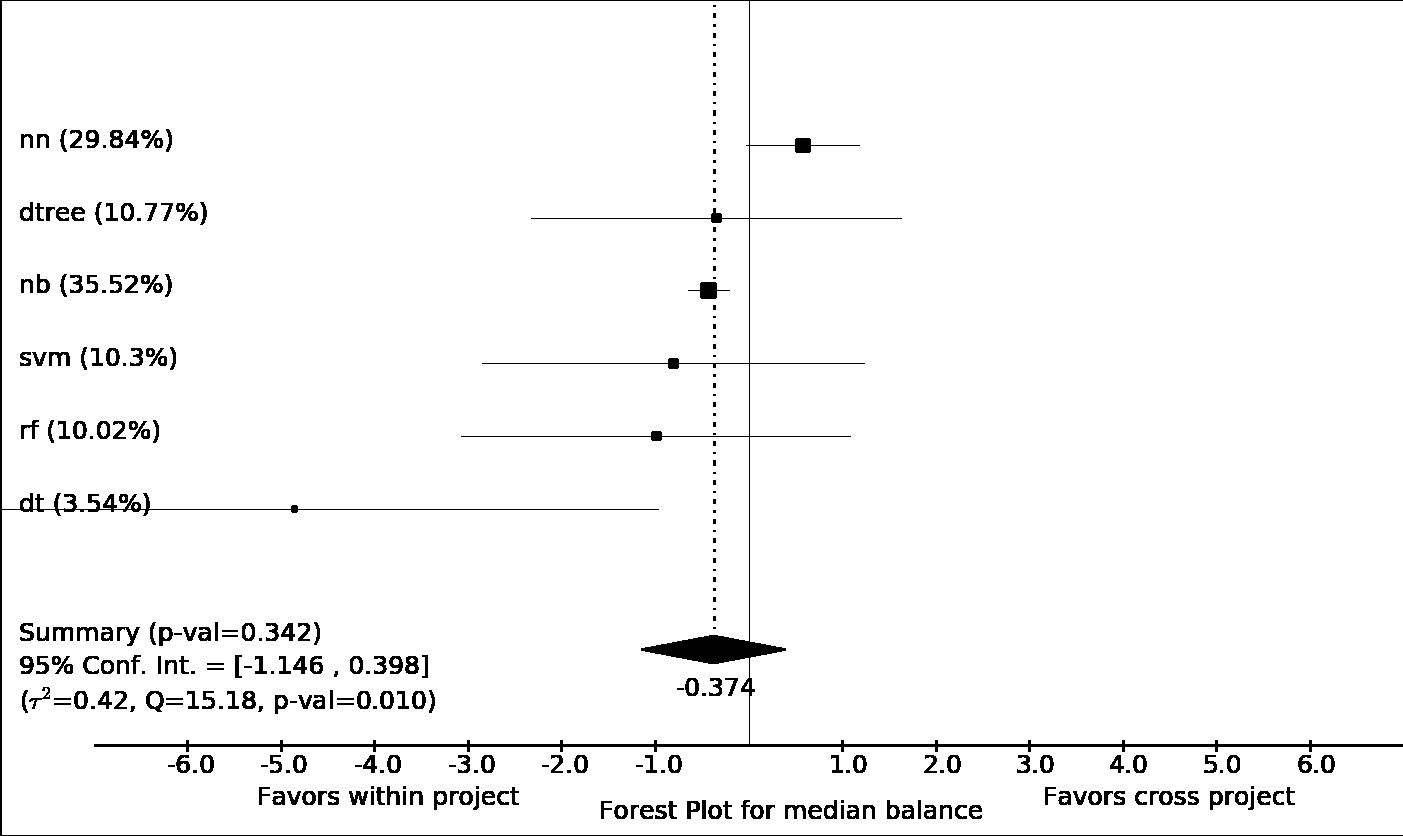 nn (29.84%)
dtree (10.77%)
nb (35.52%)
svm (10.3%)
rf (10.02%)
dt (3.54%)
Summary (p-val=0.342)
95% Conf. Int. = [-1.146 , 0.398]
(τ²=0.42, Q=15.18, p-val=0.010)
-0.374
-6.0 -5.0 -4.0 -3.0 -2.0 -1.0 1.0 2.0 3.0 4.0 5.0 6.0
Favors within project
Forest Plot for median balance
Favors cross project